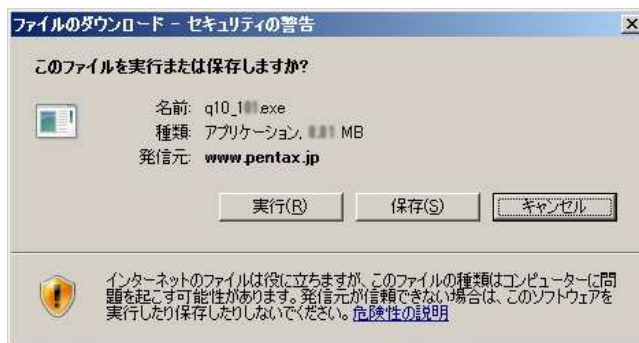 ファイルのダウンロード - セキュリティの警告
このファイルを実行または保存しますか?
名前: q10_1 .exe
種類: アプリケーション, MB
発信元: www.pentax.jp
実行(R) 保存(S) キャンセル
インターネットのファイルは役に立ちますが、このファイルの種類はコンピューターに問
題を起こす可能性があります。発信元が信頼できない場合は、このソフトウェアを
実行したり保存したりしないでください。危険性の説明